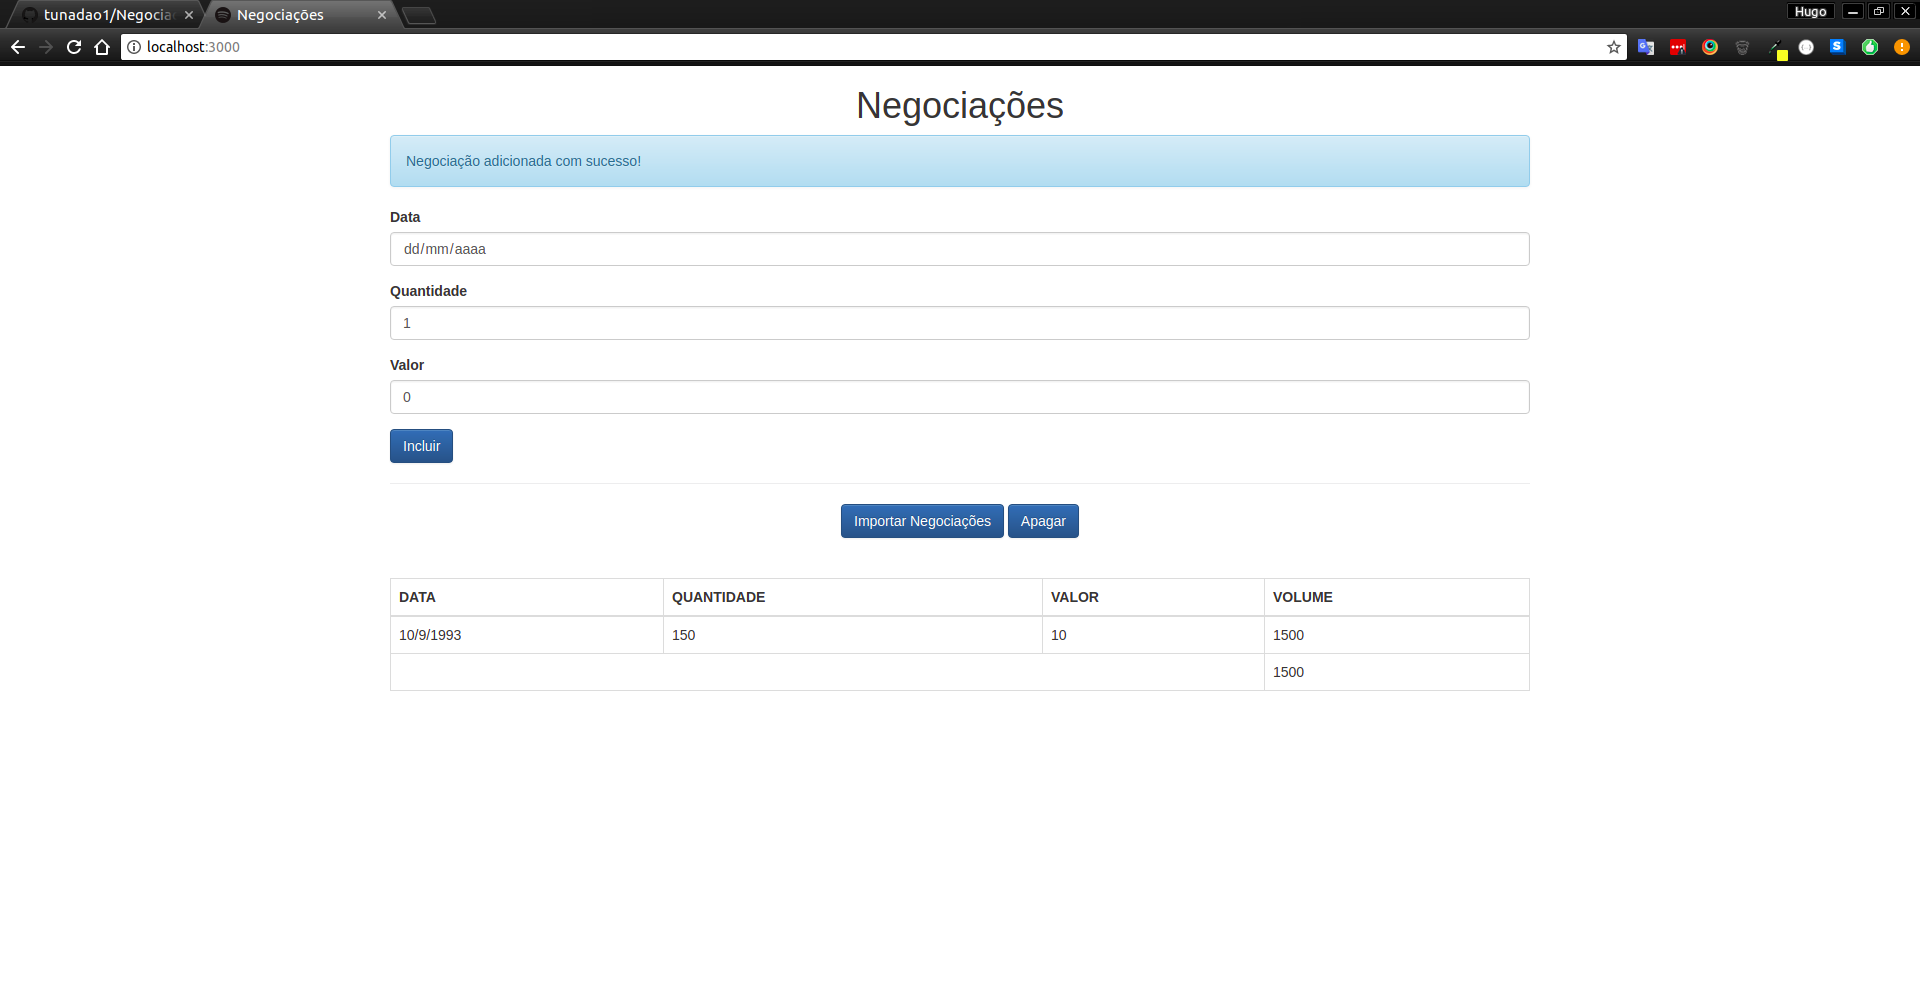 tunadao1/Negocia
Negociações
Hugo
localhost:3000
Negociações
Negociação adicionada com sucesso!
Data
dd/mm/aaaa
Quantidade
1
Valor
0
Incluir
Importar Negociações Apagar
DATA QUANTIDADE VALOR VOLUME
10/9/1993 150 10 1500
1500